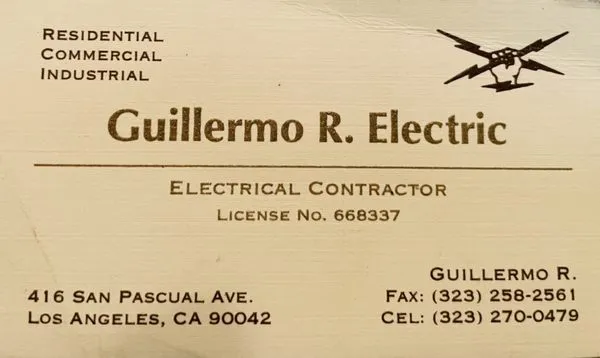 RESIDENTIAL
COMMERCIAL
INDUSTRIAL
Guillermo R. Electric
ELECTRICAL CONTRACTOR
LICENSE NO. 668337
416 SAN PASCUAL AVE.
LOS ANGELES, CA 90042
GUILLERMO R.
FAX: (323) 258-2561
CEL: (323) 270-0479